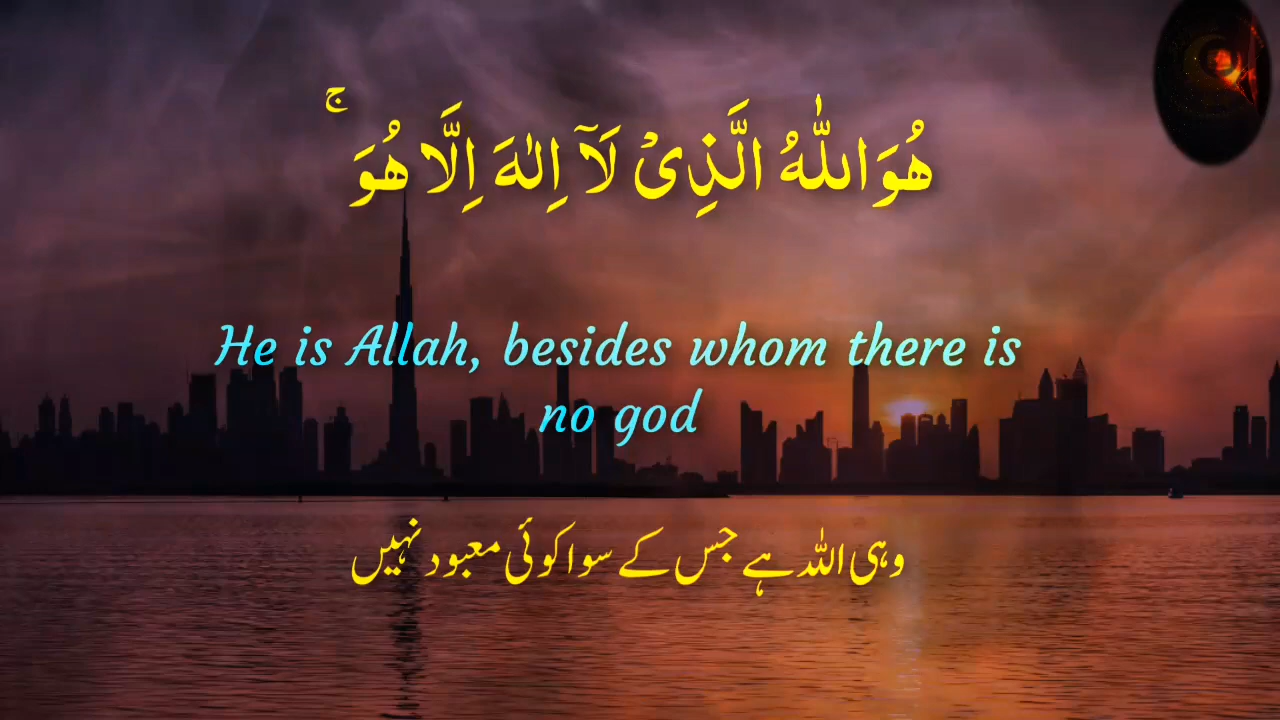 هُوَ اللّٰهُ الَّذِیْ لَاۤ اِلٰهَ اِلَّا هُوَ ۚ
He is Allah, besides whom there is
no god
وہی اللہ ہے جس کے سوا کوئی معبود نہیں